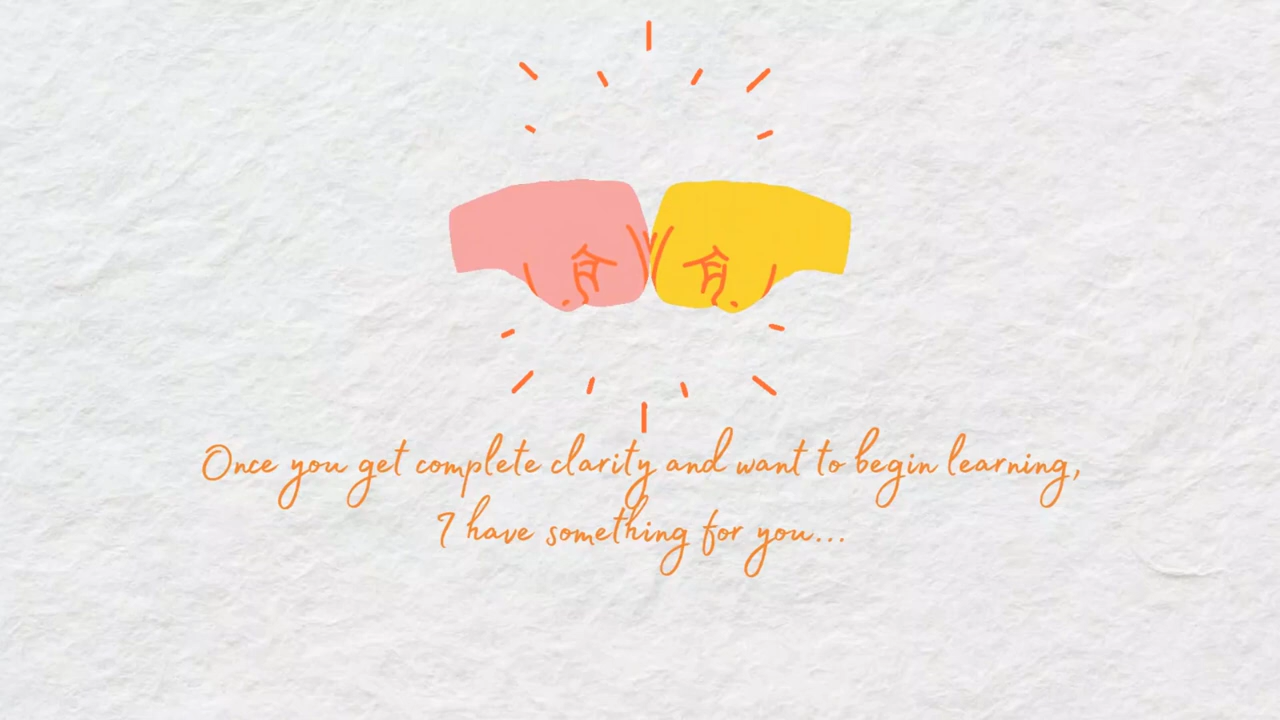 Once you get complete clarity and want to begin learning,
I have something for you...